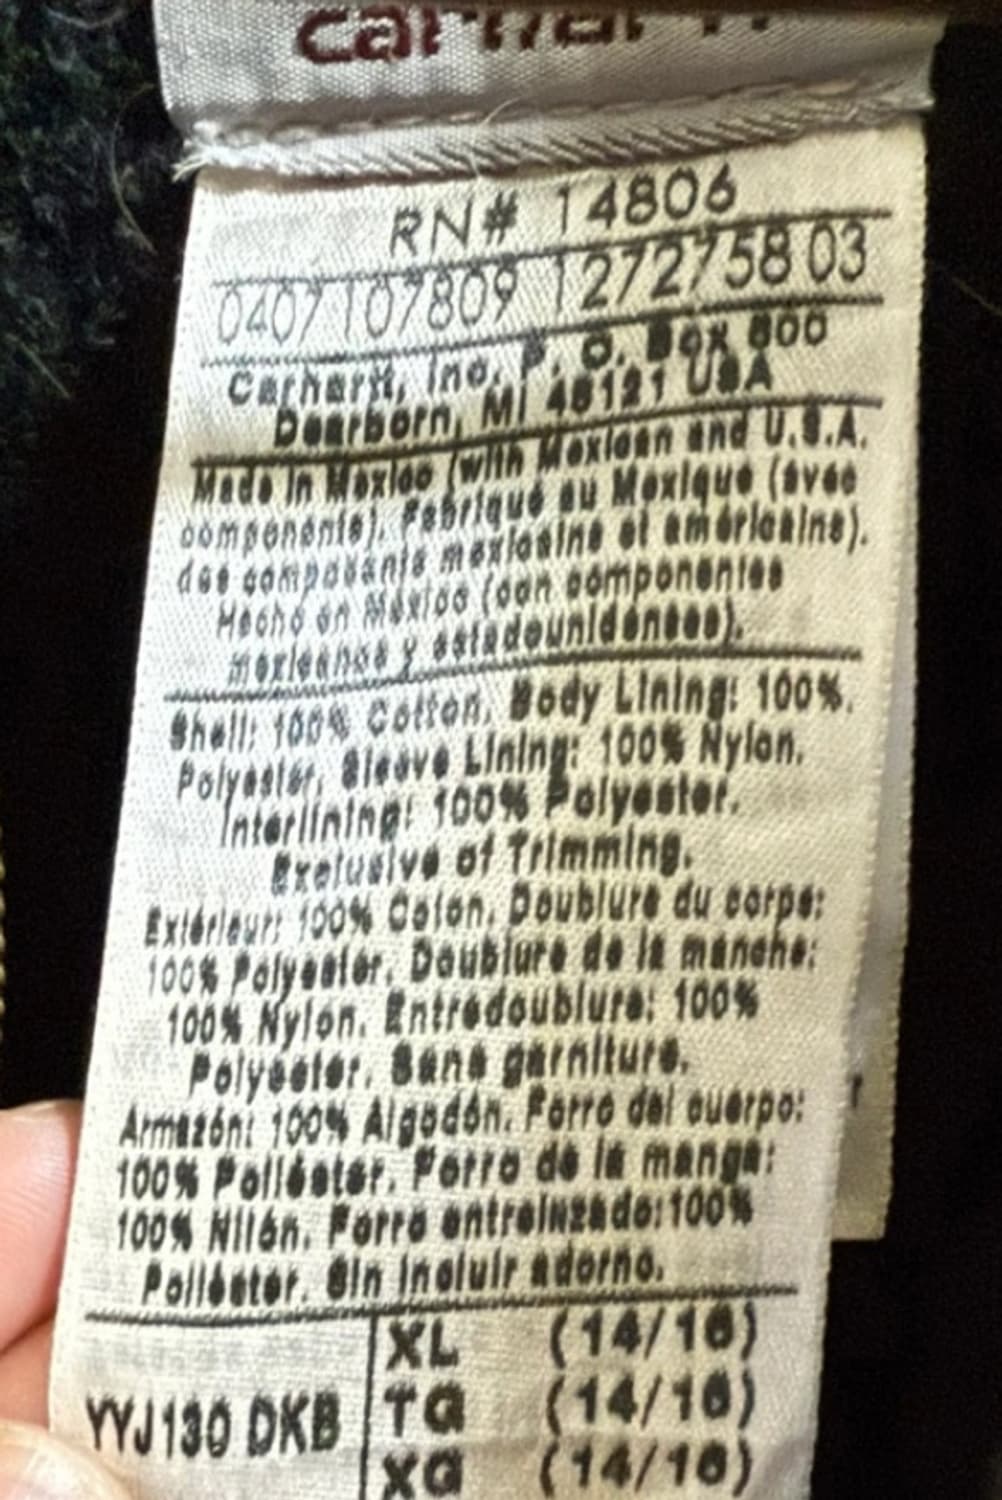 carhartt
RN# 14806
0407107809 1272758 03
Carhartt, Inc. P. O. Box 600
Dearborn, MI 48121 USA
Made in Mexico (with Mexican and U.S.A.
components). Fabriqué au Mexique (avec
des composants mexicains et américains).
Hecho en México (con componentes
mexicanos y estadounidenses).
Shell: 100% Cotton. Body Lining: 100%.
Polyester. Sleeve Lining: 100% Nylon.
Interlining: 100% Polyester.
Exclusive of Trimming.
Extérieur: 100% Coton. Doublure du corps:
100% Polyester. Doublure de la manche:
100% Nylon. Entredoublure: 100%
Polyester. Sans garniture.
Armazón: 100% Algodón. Forro del cuerpo:
100% Poliéster. Forro de la manga:
100% Nilón. Forro entreluzado:100%
Poliéster. Sin incluir adorno.
YYJ130 DKB
XL (14/16)
TG (14/16)
XG (14/16)